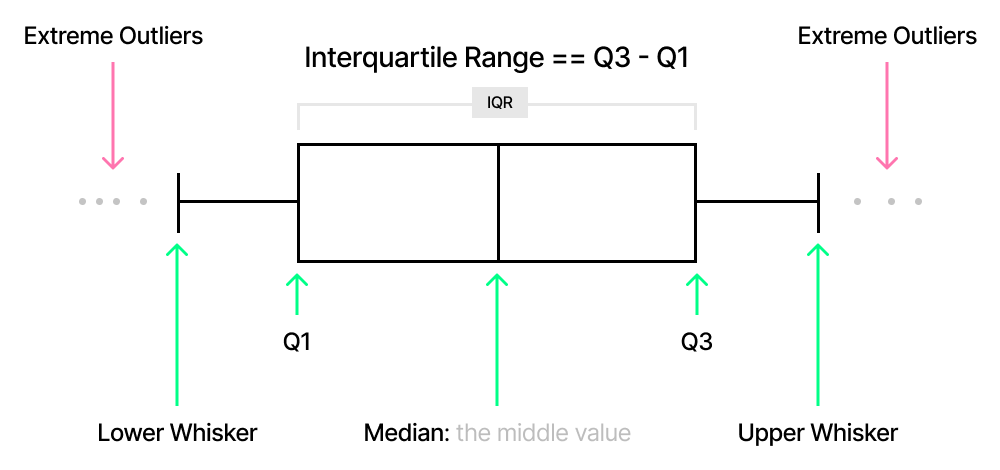 Extreme Outliers
Extreme Outliers
Interquartile Range == Q3 - Q1
IQR
Q1
Q3
Lower Whisker
Median: the middle value
Upper Whisker